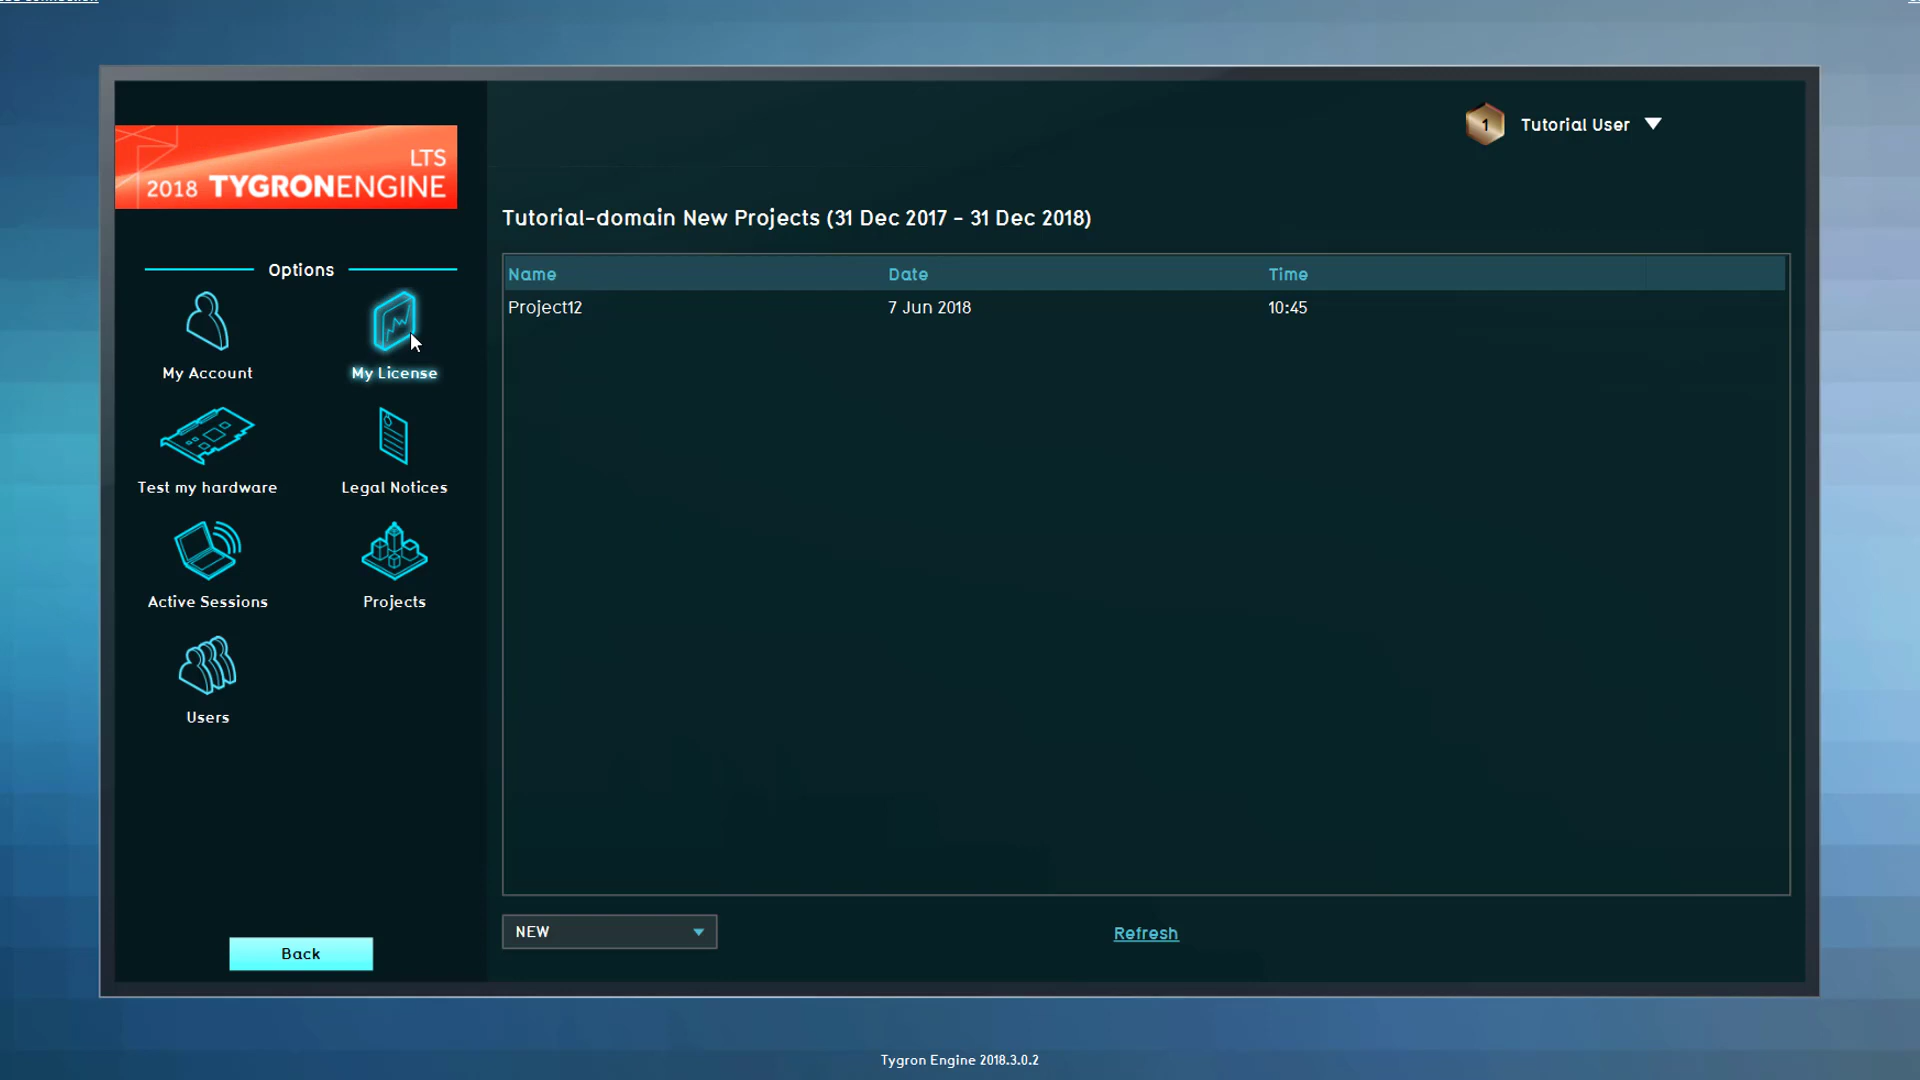 1 Tutorial User
LTS
2018 TYGRONENGINE
Options
My Account
My License
Test my hardware
Legal Notices
Active Sessions
Projects
Users
Back
Tutorial-domain New Projects (31 Dec 2017 - 31 Dec 2018)
Name Date Time
Project12 7 Jun 2018 10:45
NEW
Refresh
Tygron Engine 2018.3.0.2